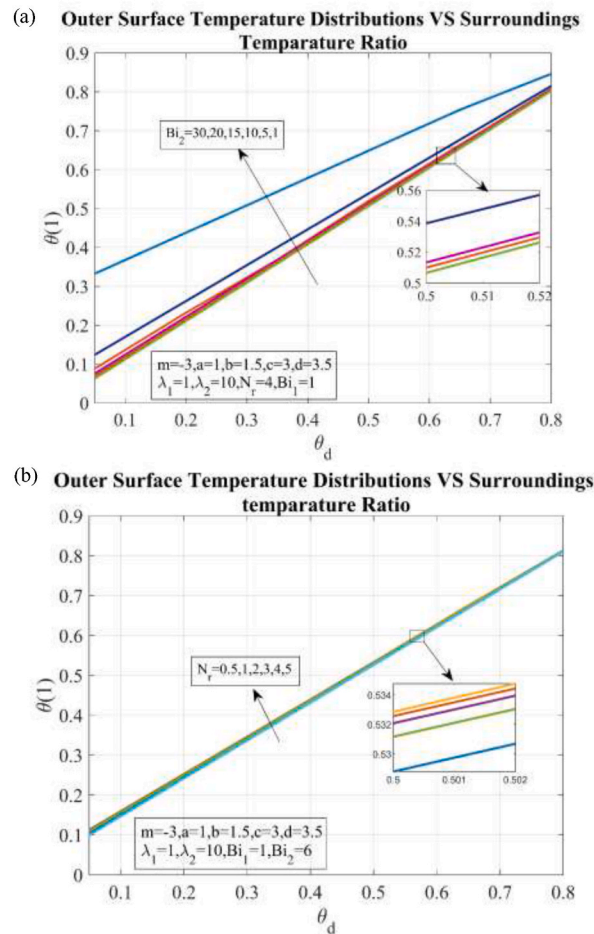 (a)
Outer Surface Temperature Distributions VS Surroundings
Temparature Ratio
0.9
0.8
0.7
0.6
0.5
0.4
0.3
0.2
0.1
0
θ(1)
Bi₂=30,20,15,10,5,1
0.56
0.54
0.52
0.5
0.5 0.51 0.52
m=-3,a=1,b=1.5,c=3,d=3.5
λ₁=1,λ₂=10,Nᵣ=4,Bi₁=1
0.1 0.2 0.3 0.4 0.5 0.6 0.7 0.8
θ_d
(b)
Outer Surface Temperature Distributions VS Surroundings
temparature Ratio
0.9
0.8
0.7
0.6
0.5
0.4
0.3
0.2
0.1
0
θ(1)
Nᵣ=0.5,1,2,3,4,5
0.534
0.532
0.53
0.5 0.501 0.502
m=-3,a=1,b=1.5,c=3,d=3.5
λ₁=1,λ₂=10,Bi₁=1,Bi₂=6
0.1 0.2 0.3 0.4 0.5 0.6 0.7 0.8
θ_d